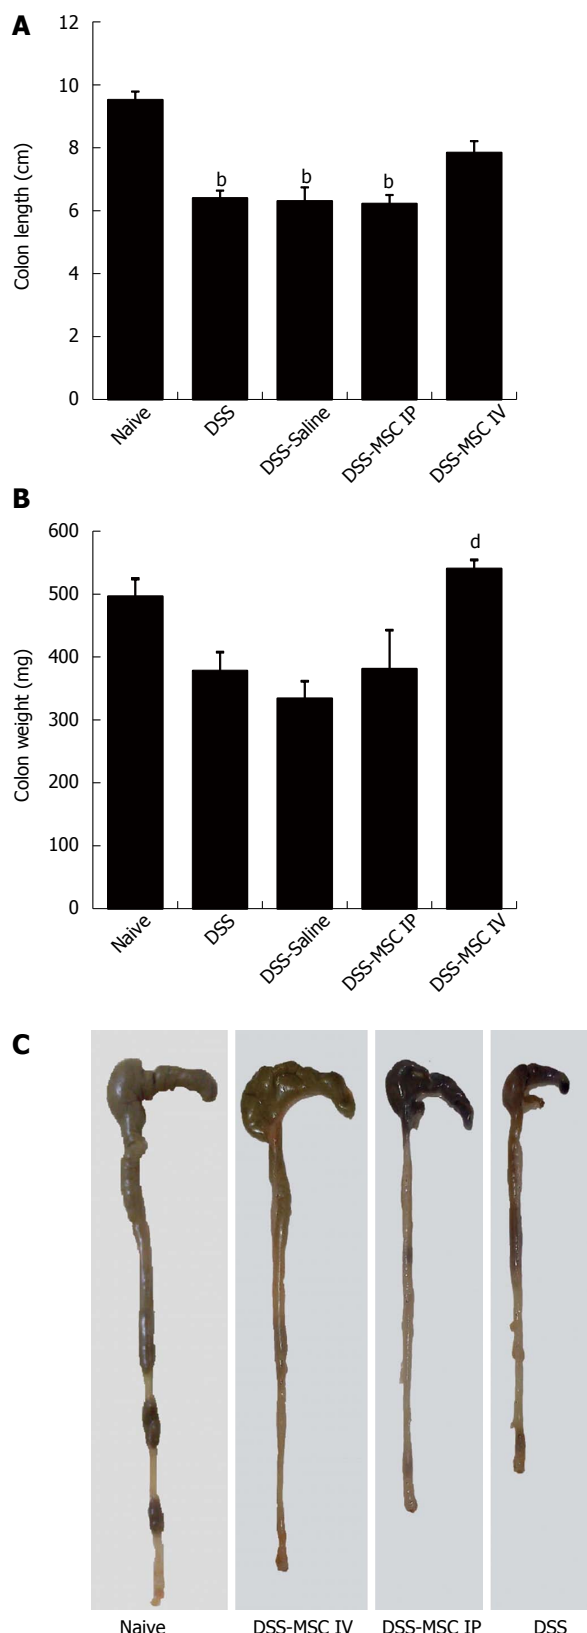 A
12
10
8
6
4
2
0
Colon length (cm)
b
b
b
Naive
DSS
DSS-Saline
DSS-MSC IP
DSS-MSC IV
B
600
500
400
300
200
100
0
Colon weight (mg)
d
Naive
DSS
DSS-Saline
DSS-MSC IP
DSS-MSC IV
C
Naive DSS-MSC IV DSS-MSC IP DSS